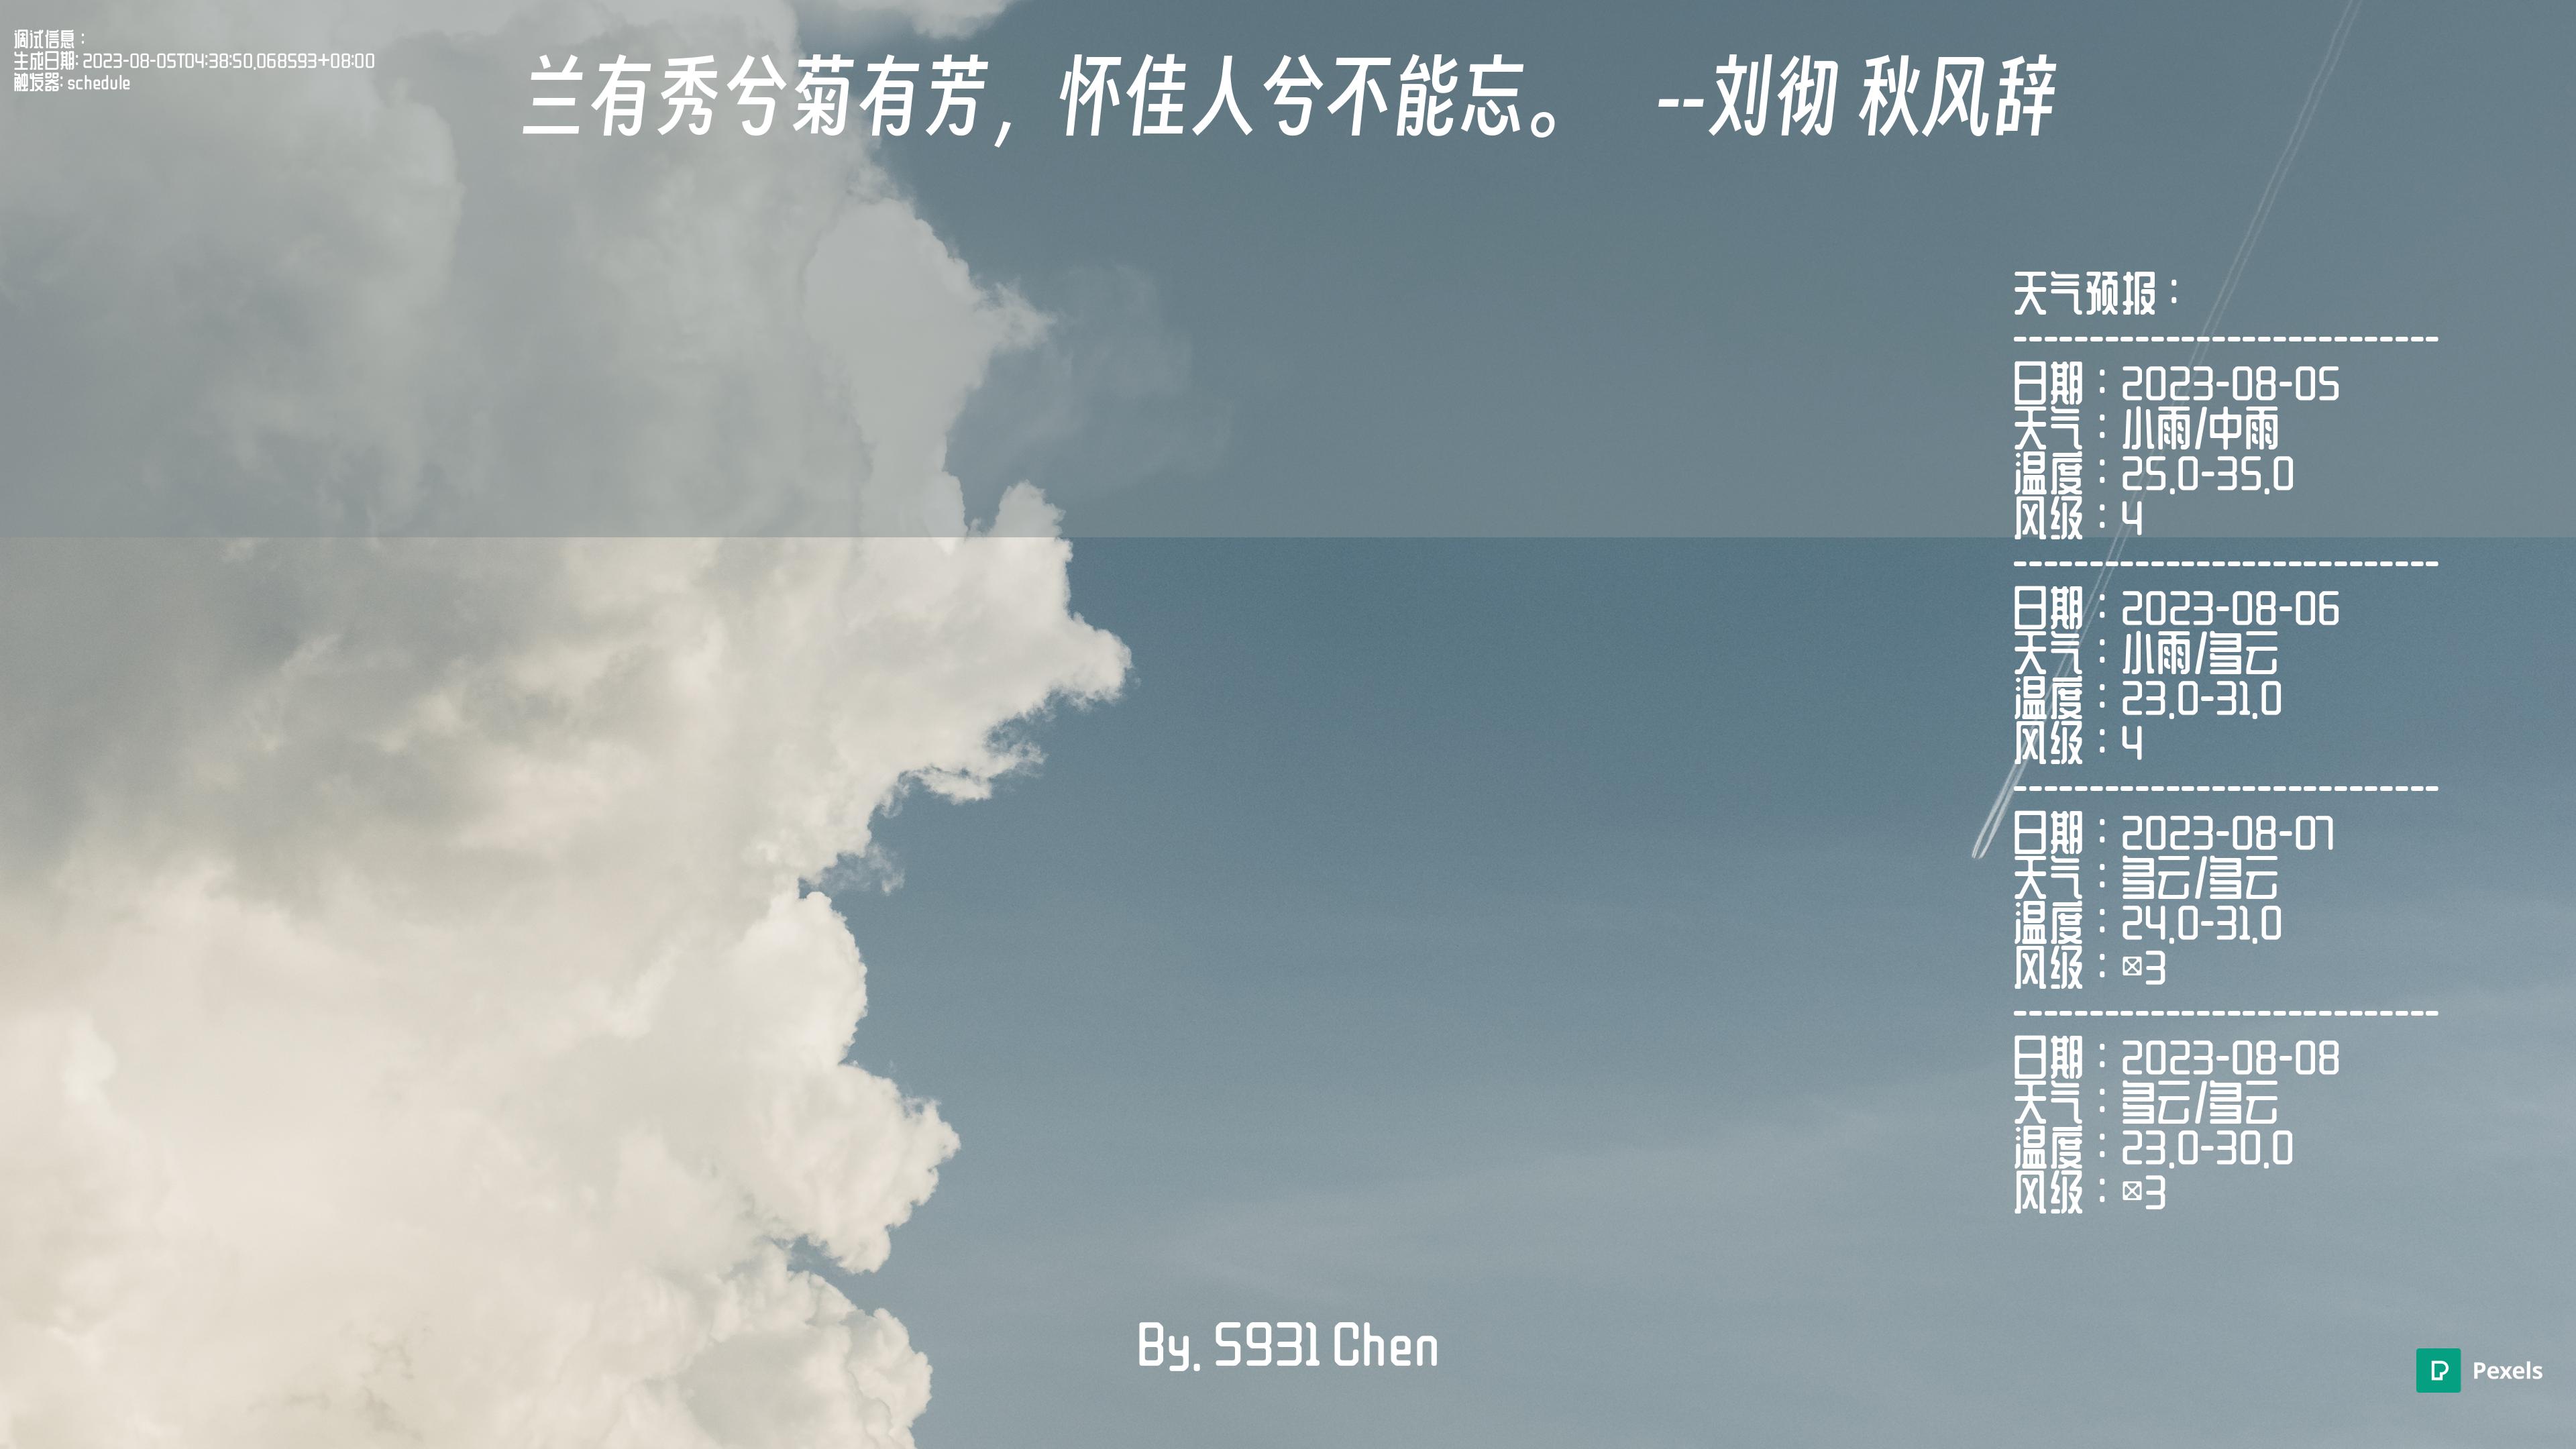 调试信息：
生成日期: 2023-08-05T04:38:50.068593+08:00
触发器: schedule
兰有秀兮菊有芳，怀佳人兮不能忘。 --刘彻 秋风辞
天气预报：
----------------------------
日期：2023-08-05
天气：小雨/中雨
温度：25.0-35.0
风级：4
----------------------------
日期：2023-08-06
天气：小雨/多云
温度：23.0-31.0
风级：4
----------------------------
日期：2023-08-07
天气：多云/多云
温度：24.0-31.0
风级：☒3
----------------------------
日期：2023-08-08
天气：多云/多云
温度：23.0-30.0
风级：☒3
By. S931 Chen
Pexels